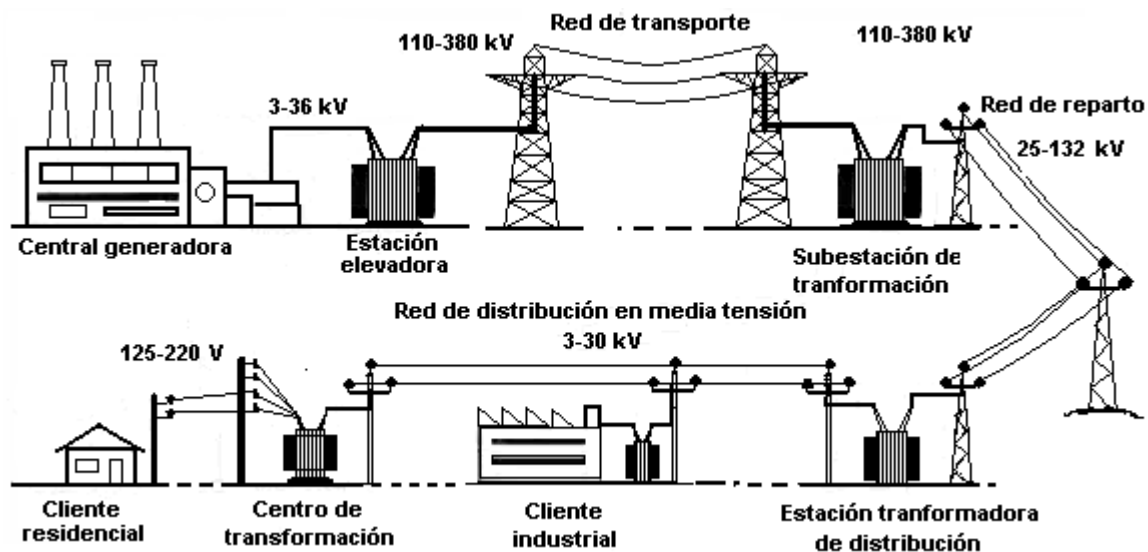 Red de transporte
110-380 kV
110-380 kV
3-36 kV
Red de reparto
25-132 kV
Central generadora
Estación
elevadora
Subestación de
tranformación
Red de distribución en media tensión
3-30 kV
125-220 V
Cliente
residencial
Centro de
transformación
Cliente
industrial
Estación tranformadora
de distribución